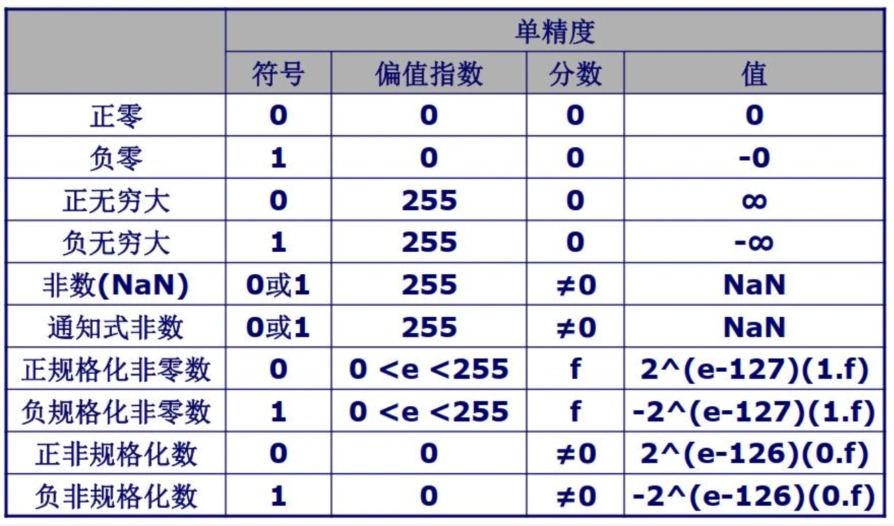 单精度
符号 偏值指数 分数 值
正零 0 0 0 0
负零 1 0 0 -0
正无穷大 0 255 0 ∞
负无穷大 1 255 0 -∞
非数(NaN) 0或1 255 ≠0 NaN
通知式非数 0或1 255 ≠0 NaN
正规格化非零数 0 0 <e <255 f 2^(e-127)(1.f)
负规格化非零数 1 0 <e <255 f -2^(e-127)(1.f)
正非规格化数 0 0 ≠0 2^(e-126)(0.f)
负非规格化数 1 0 ≠0 -2^(e-126)(0.f)